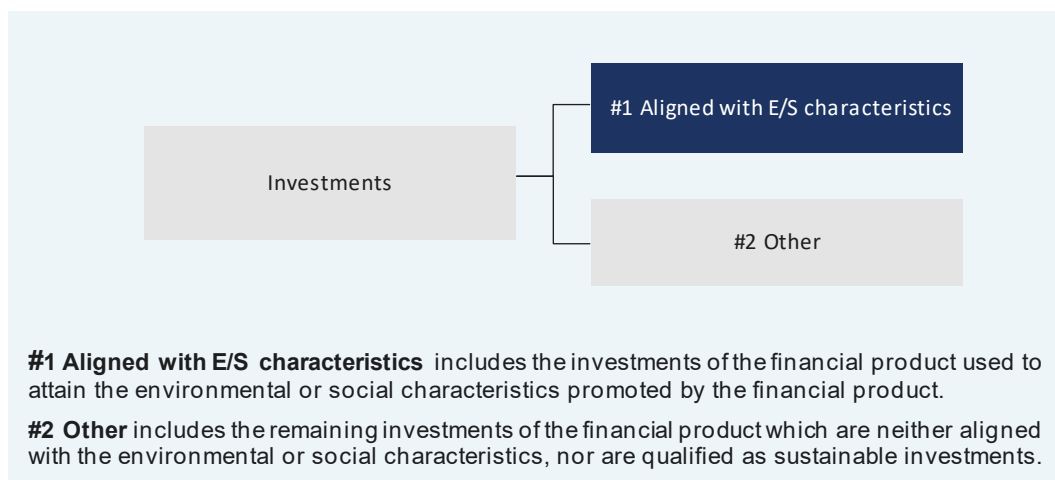 #1 Aligned with E/S characteristics
Investments
#2 Other
#1 Aligned with E/S characteristics includes the investments of the financial product used to
attain the environmental or social characteristics promoted by the financial product.
#2 Other includes the remaining investments of the financial product which are neither aligned
with the environmental or social characteristics, nor are qualified as sustainable investments.